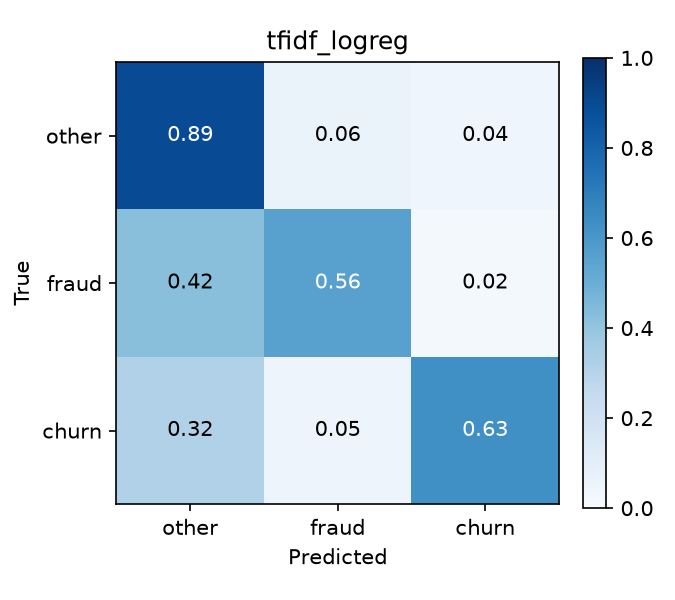 tfidf_logreg
True
other
fraud
churn
0.89 0.06 0.04
0.42 0.56 0.02
0.32 0.05 0.63
other fraud churn
Predicted
1.0
0.8
0.6
0.4
0.2
0.0